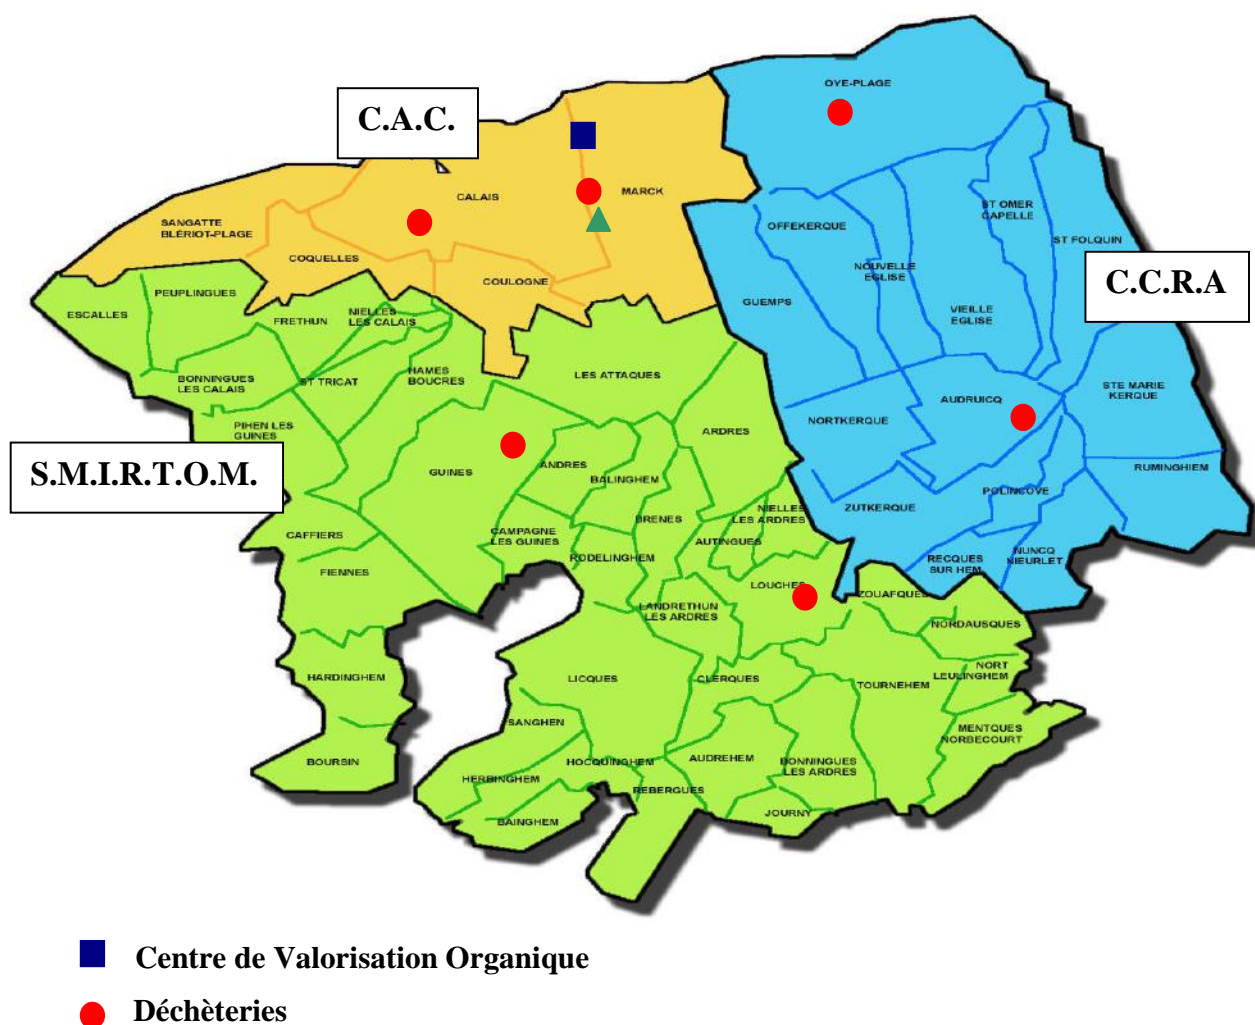 OYE-PLAGE
C.A.C.
CALAIS
MARCK
SANGATTE
BLÉRIOT-PLAGE
COQUELLES
COULOGNE
OFFEKERQUE
ST OMER
CAPELLE
ST FOLQUIN
NOUVELLE
EGLISE
C.C.R.A
GUEMPS
VIEILLE
EGLISE
PEUPLINGUES
ESCALLES
FRETHUN
NIELLES
LES CALAIS
BONNINGUES
LES CALAIS
ST TRICAT
HAMES
BOUCRES
LES ATTAQUES
AUDRUICQ
STE MARIE
KERQUE
NORTKERQUE
PIHEN LES
GUINES
ARDRES
S.M.I.R.T.O.M.
GUINES
ANDRES
BALINGHEM
RUMINGHEM
POLINCOVE
ZUTKERQUE
NIELLES
LES ARDRES
BRENES
CAFFIERS
CAMPAGNE
LES GUINES
AUTINGUES
RODELINGHEM
RECQUES
SUR HEM
NUNCQ
NIEURLET
FIENNES
LOUCHES
ZOUAFQUES
LANDRETHUN
LES ARDRES
NORDAUSQUES
HARDINGHEM
LICQUES
CLERQUES
TOURNEHEM
NORT
LEULINGHEM
SANGHEN
MENTQUES
NORBECOURT
BOURSIN
HOCQUINGHEM
AUDREHEM
BONNINGUES
LES ARDRES
HERBINGHEM
REBERGUES
JOURNY
BAINGHEM
Centre de Valorisation Organique
Déchèteries